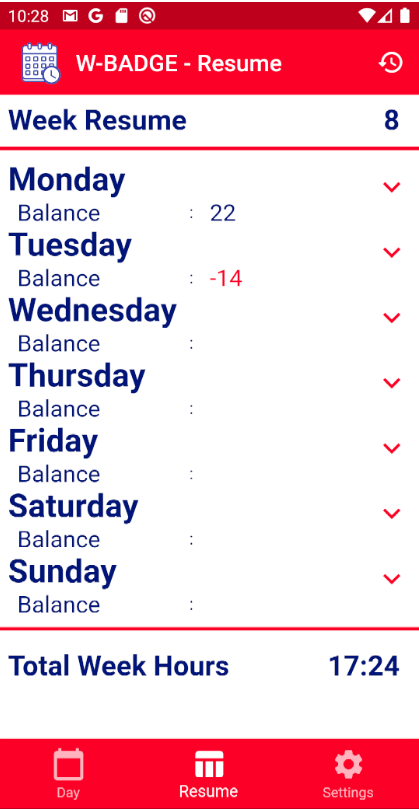 10:28
W-BADGE - Resume
Week Resume 8
Monday
Balance : 22
Tuesday
Balance : -14
Wednesday
Balance :
Thursday
Balance :
Friday
Balance :
Saturday
Balance :
Sunday
Balance :
Total Week Hours 17:24
Day Resume Settings